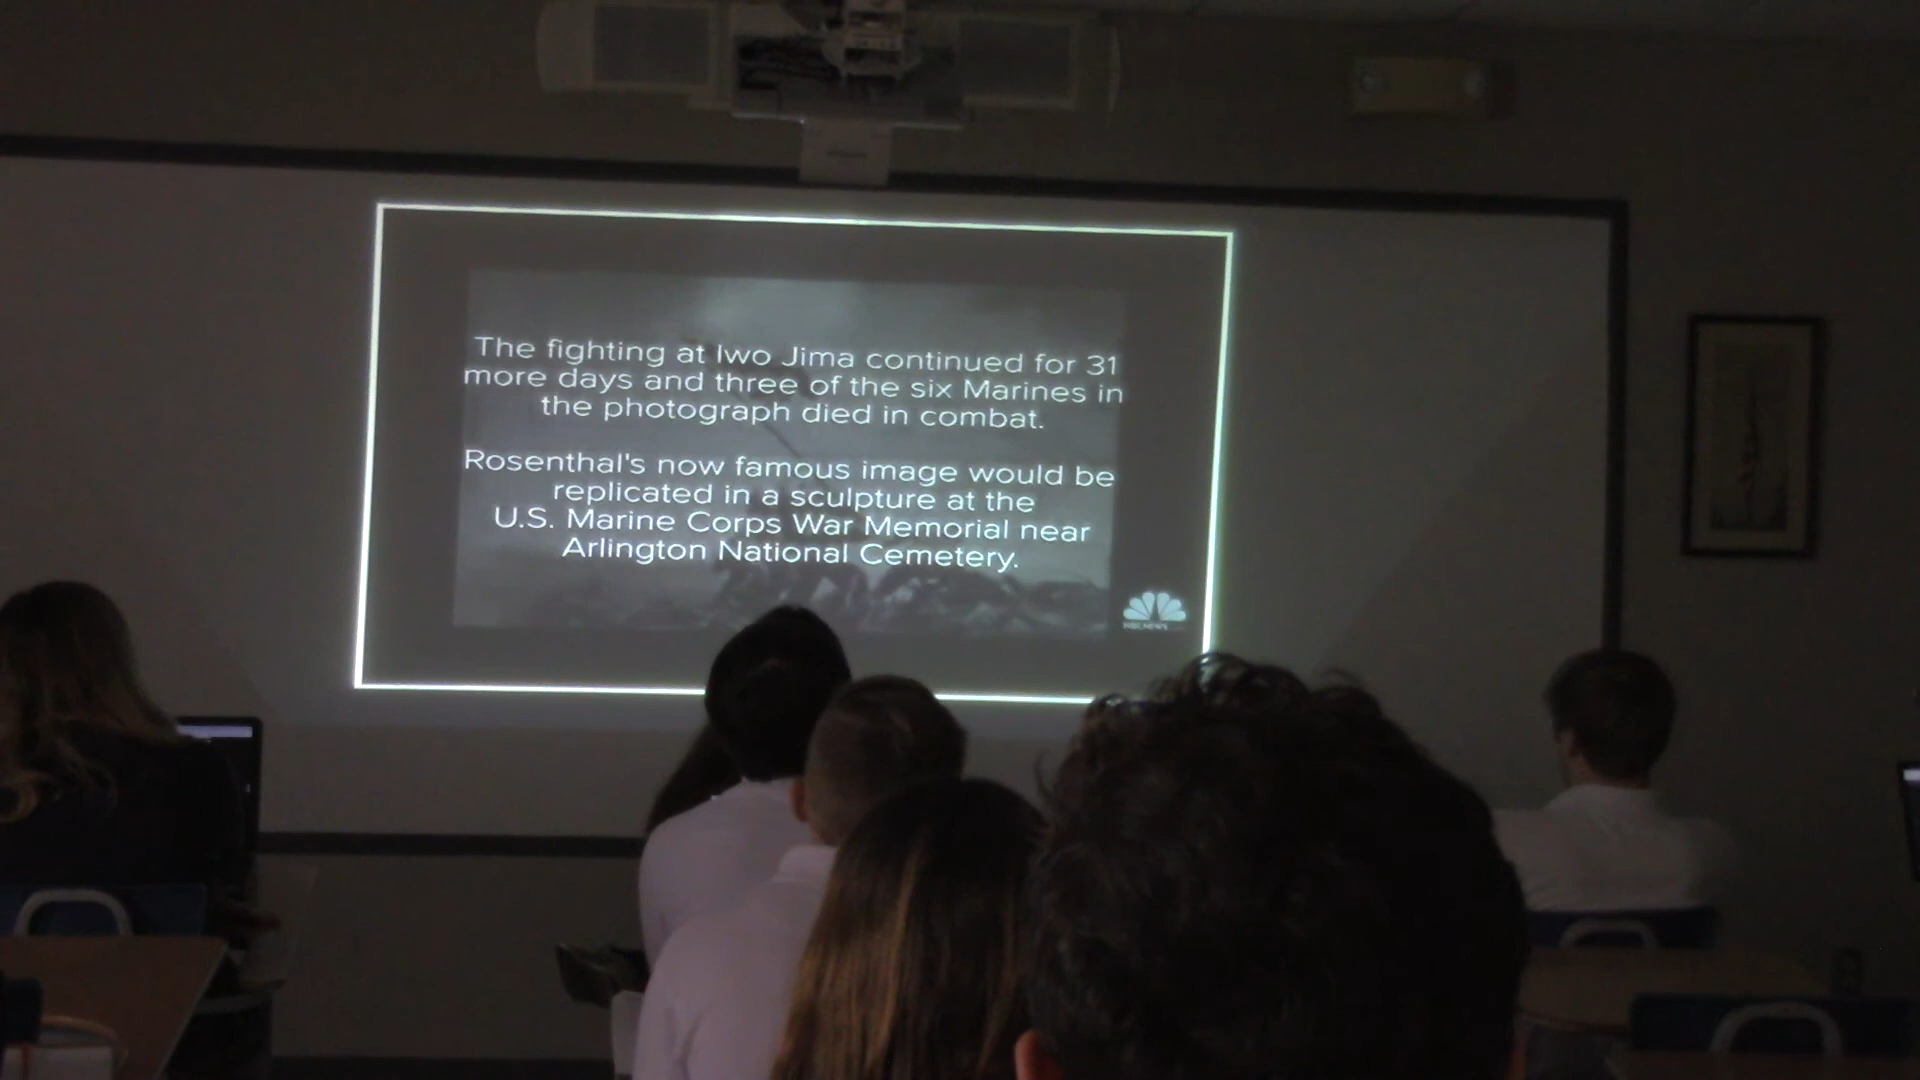 The fighting at Iwo Jima continued for 31
more days and three of the six Marines in
the photograph died in combat.
Rosenthal's now famous image would be
replicated in a sculpture at the
U.S. Marine Corps War Memorial near
Arlington National Cemetery.
NBC NEWS